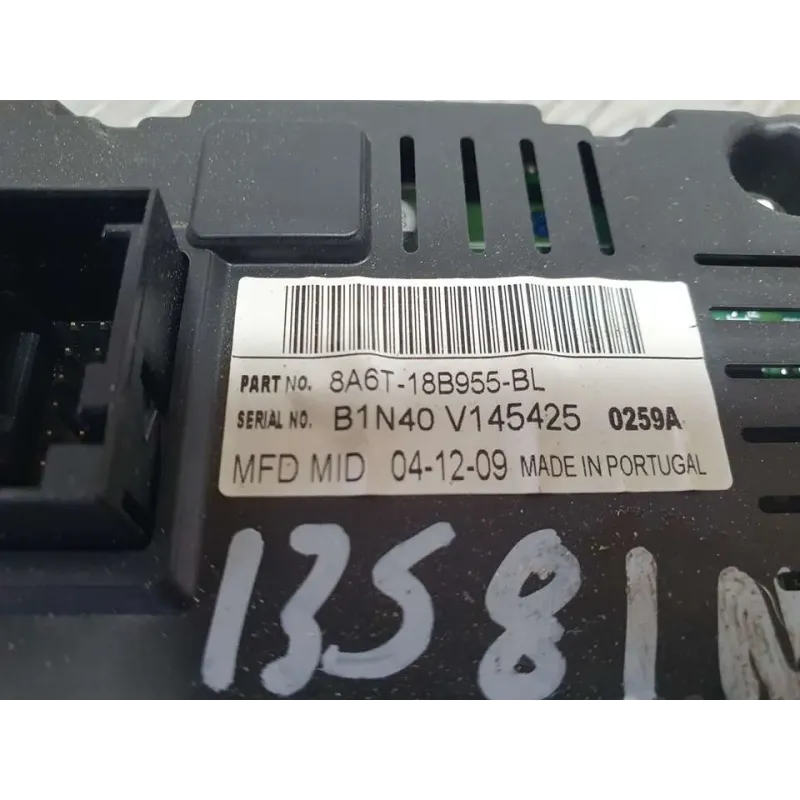 PART NO. 8A6T-18B955-BL
SERIAL NO. B1N40 V145425 0259A
MFD MID 04-12-09 MADE IN PORTUGAL
1358 IN